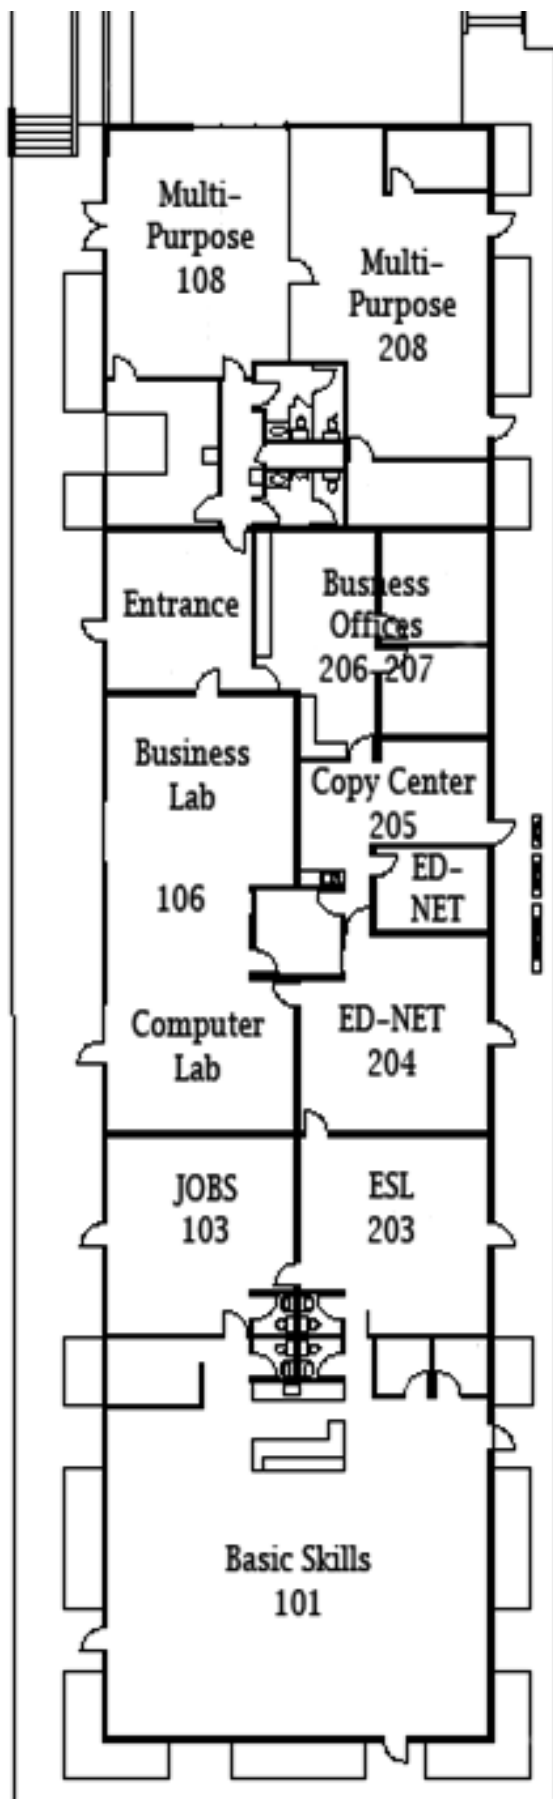 Multi-
Purpose
108
Multi-
Purpose
208
Entrance
Business
Offices
206-207
Business
Lab
106
Computer
Lab
Copy Center
205
ED-
NET
ED-NET
204
JOBS
103
ESL
203
Basic Skills
101